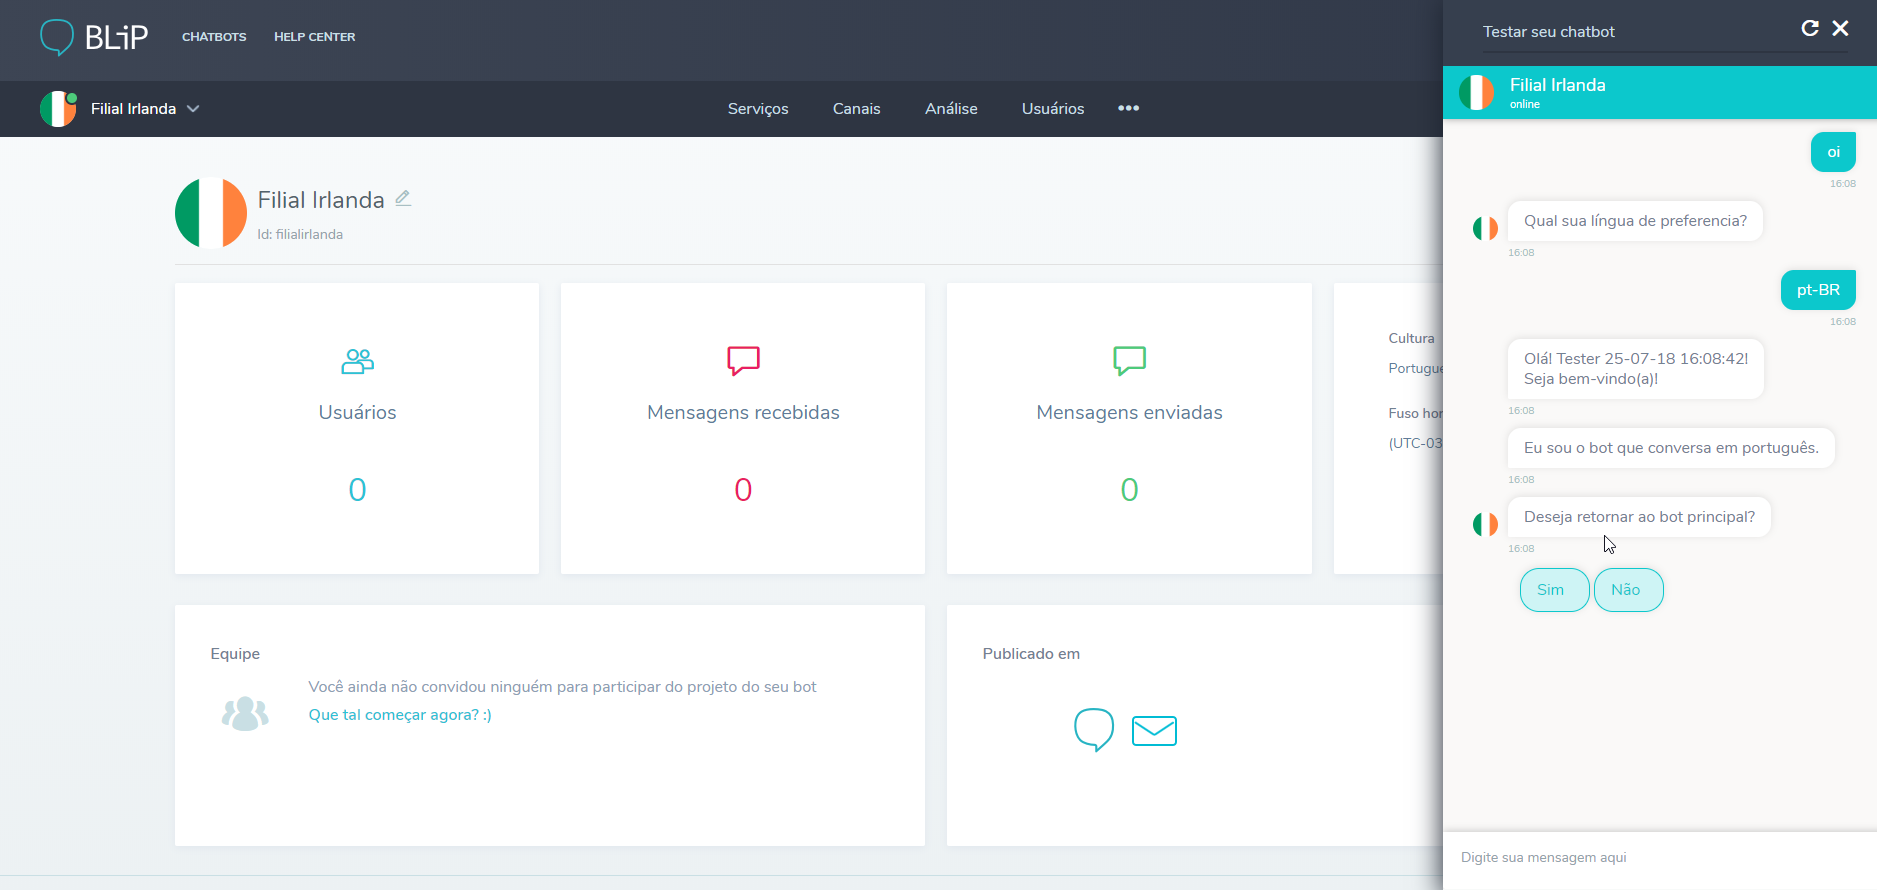 BLiP
CHATBOTS
HELP CENTER
Filial Irlanda
Serviços
Canais
Análise
Usuários
Filial Irlanda
Id: filialirlanda
Usuários
0
Mensagens recebidas
0
Mensagens enviadas
0
Cultura
Fuso
(UTC-03
Equipe
Você ainda não convidou ninguém para participar do projeto do seu bot
Que tal começar agora? :)
Publicado em
Testar seu chatbot
Filial Irlanda
online
oi
16:08
Qual sua língua de preferencia?
16:08
pt-BR
16:08
Olá! Tester 25-07-18 16:08:42!
Seja bem-vindo(a)!
16:08
Eu sou o bot que conversa em português.
16:08
Deseja retornar ao bot principal?
16:08
Sim
Não
Digite sua mensagem aqui